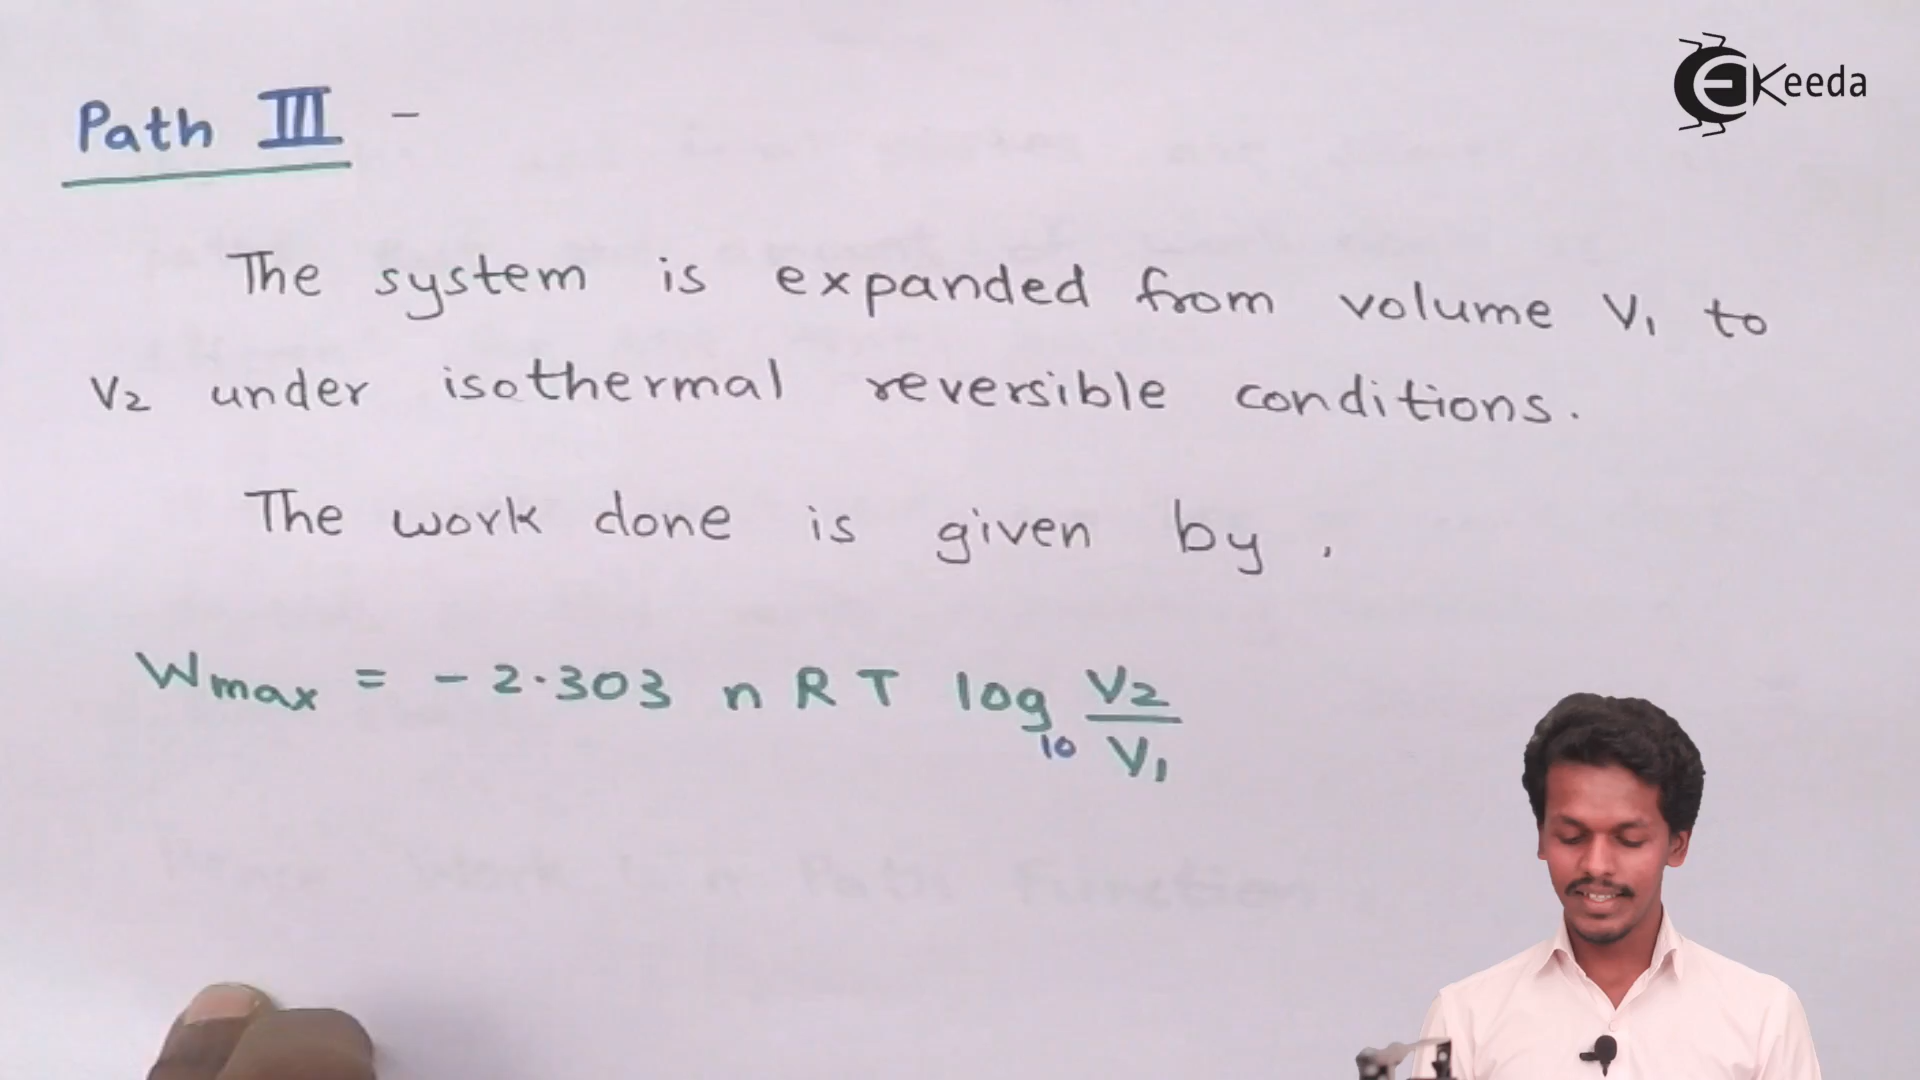 EKeeda
Path III -
The system is expanded from volume V₁ to
V₂ under isothermal reversible conditions.
The work done is given by,
Wmax = - 2.303 n R T log₁₀ V₂/V₁